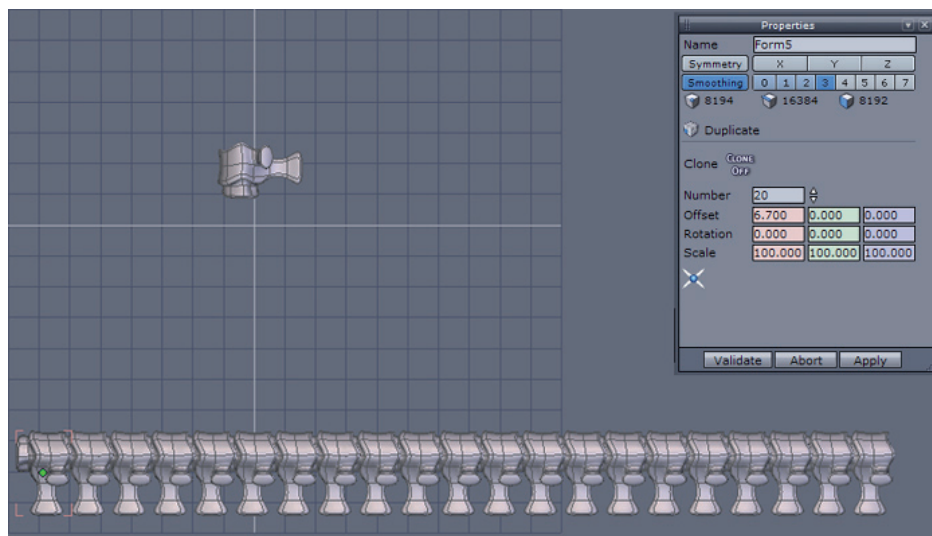 Properties
Name Form5
Symmetry X Y Z
Smoothing 0 1 2 3 4 5 6 7
8194 16384 8192
Duplicate
Clone CLONE OFF
Number 20
Offset 6.700 0.000 0.000
Rotation 0.000 0.000 0.000
Scale 100.000 100.000 100.000
Validate Abort Apply